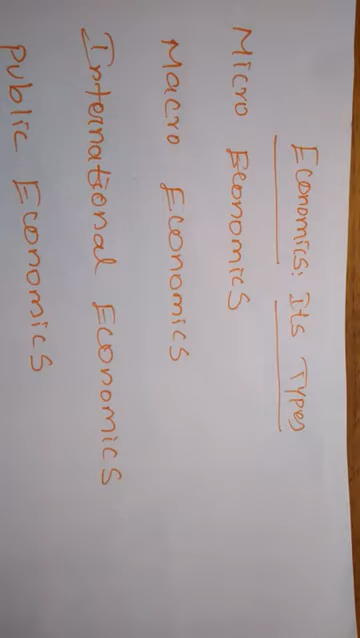 Economics: Its Types
Micro Economics
Macro Economics
International Economics
Public Economics